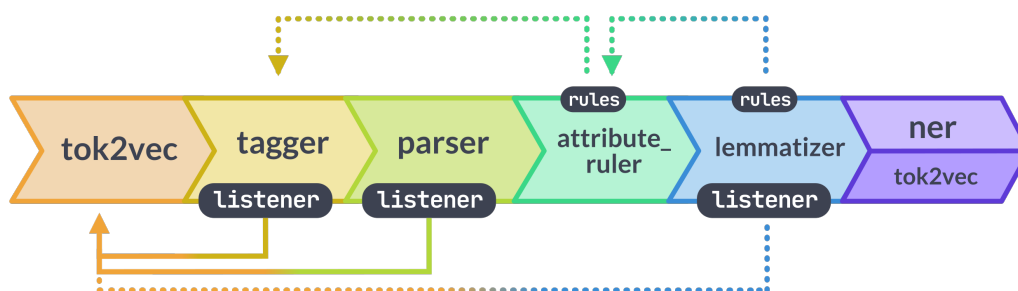 tok2vec
tagger
listener
parser
listener
rules
attribute_
ruler
rules
lemmatizer
listener
ner
tok2vec